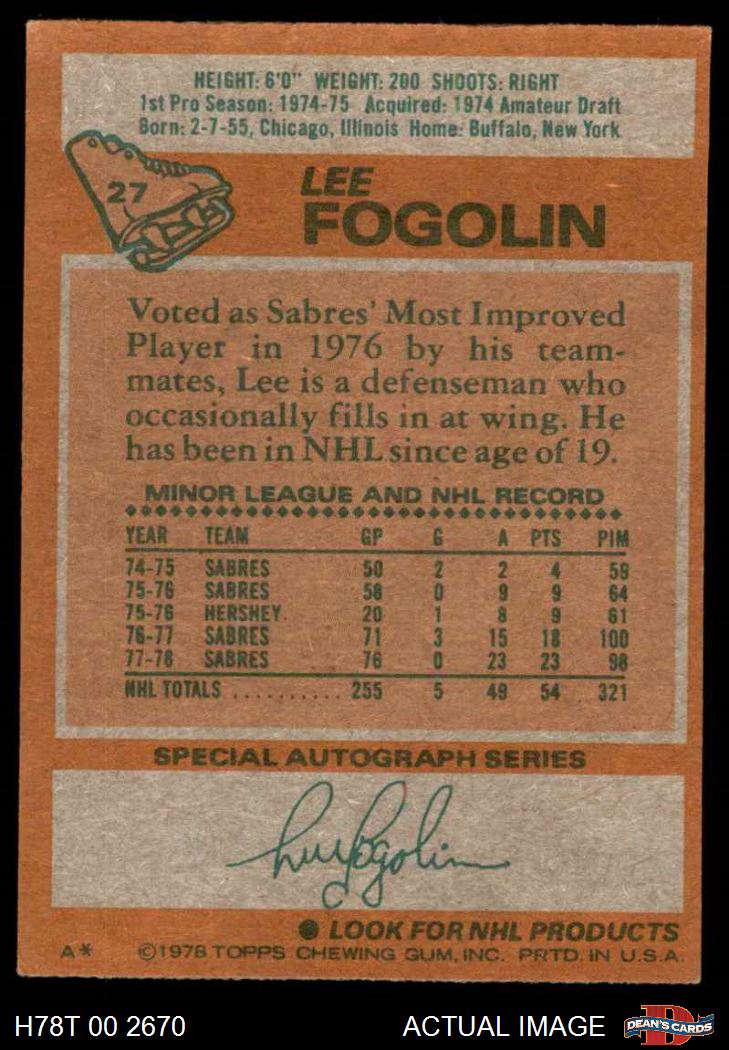 HEIGHT: 6'0" WEIGHT: 200 SHOOTS: RIGHT
1st Pro Season: 1974-75 Acquired: 1974 Amateur Draft
Born: 2-7-55, Chicago, Illinois Home: Buffalo, New York
27
LEE
FOGOLIN
Voted as Sabres' Most Improved
Player in 1976 by his team-
mates, Lee is a defenseman who
occasionally fills in at wing. He
has been in NHL since age of 19.
MINOR LEAGUE AND NHL RECORD
YEAR TEAM GP G A PTS PIM
74-75 SABRES 50 2 2 4 59
75-76 SABRES 58 0 9 9 64
75-76 HERSHEY 20 1 8 9 61
76-77 SABRES 71 3 15 18 100
77-78 SABRES 76 0 23 23 98
NHL TOTALS .......... 255 5 49 54 321
SPECIAL AUTOGRAPH SERIES
Lee Fogolin
● LOOK FOR NHL PRODUCTS
A* ©1978 TOPPS CHEWING GUM, INC. PRTD. IN U.S.A.
H78T 00 2670 ACTUAL IMAGE DEAN'S CARDS